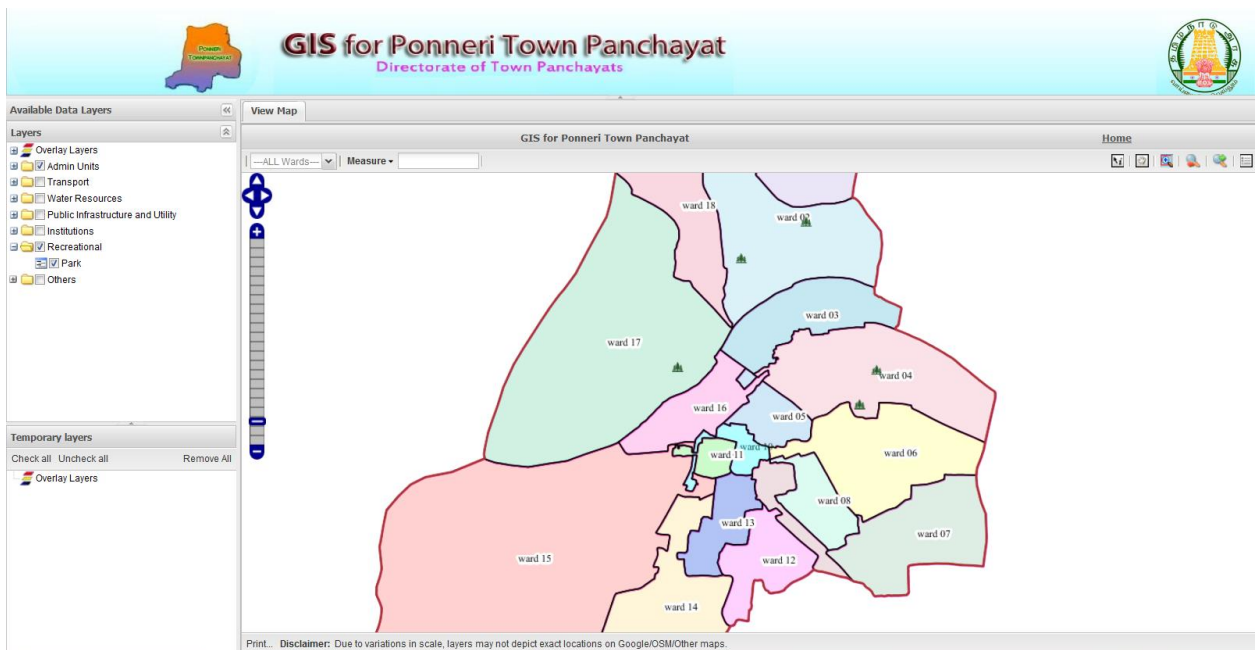 PONNERI
TOWNPANCHAYAT
GIS for Ponneri Town Panchayat
Directorate of Town Panchayats
Available Data Layers
View Map
Layers
GIS for Ponneri Town Panchayat
Home
Overlay Layers
Admin Units
Transport
Water Resources
Public Infrastructure and Utility
Institutions
Recreational
Park
Others
---ALL Wards---
Measure
ward 18
ward 02
ward 03
ward 17
ward 04
ward 16
ward 05
ward 10
ward 11
ward 06
ward 08
ward 13
ward 07
ward 15
ward 12
ward 14
Temporary layers
Check all Uncheck all Remove All
Overlay Layers
Print... Disclaimer: Due to variations in scale, layers may not depict exact locations on Google/OSM/Other maps.